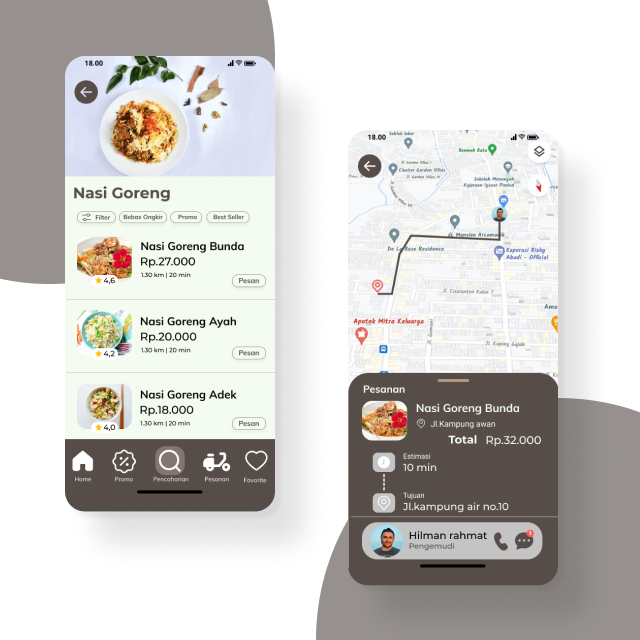 18.00
Nasi Goreng
Filter
Bebas Ongkir
Promo
Best Seller
Nasi Goreng Bunda
Rp.27.000
1.30 km | 20 min
4,6
Pesan
Nasi Goreng Ayah
Rp.20.000
1.30 km | 20 min
4,2
Pesan
Nasi Goreng Adek
Rp.18.000
1.30 km | 20 min
4,0
Pesan
Home
Promo
Pencaharian
Pesanan
Favorite
18.00
Roemah Batu
Cluster Garden Villas
Sekolah Menengah
Kejuruan Igasar Pindad
Jl. Mansion Arcamanik
De La Rose Residence
Koperasi Rizky
Abadi - Official
Jl. Cisaranten Kulon 7
Apotek Mitra Keluarga
Jl. Kuping Gajah
Pesanan
Nasi Goreng Bunda
Jl.Kampung awan
Total Rp.32.000
Estimasi
10 min
Tujuan
Jl.kampung air no.10
Hilman rahmat
Pengemudi
1